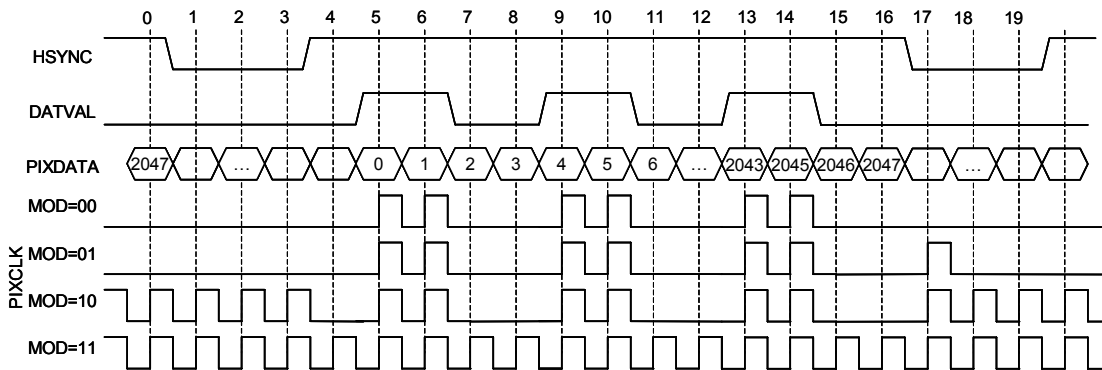 0 1 2 3 4 5 6 7 8 9 10 11 12 13 14 15 16 17 18 19
HSYNC
DATVAL
PIXDATA 2047 ... 0 1 2 3 4 5 6 ... 2043 2045 2046 2047 ...
PIXCLK
MOD=00
MOD=01
MOD=10
MOD=11